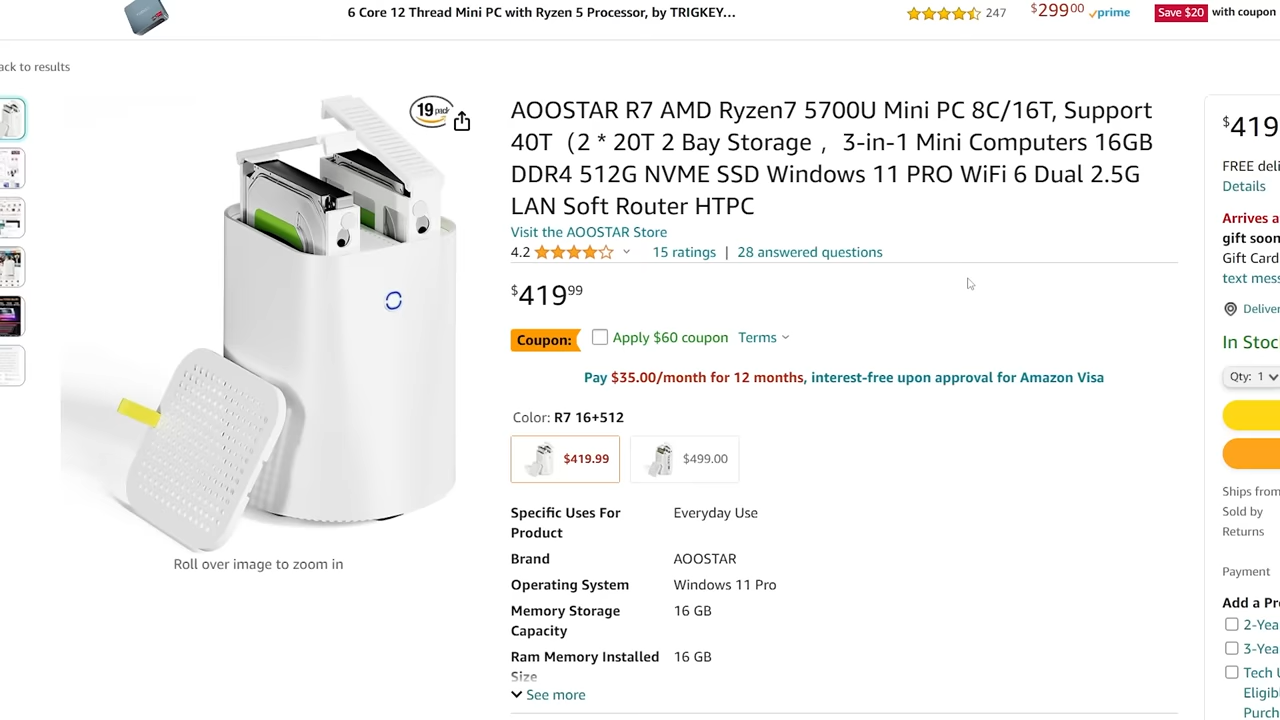 6 Core 12 Thread Mini PC with Ryzen 5 Processor, by TRIGKEY...
247
$299.00 prime
Save $20 with coupon
ack to results
19 pack
AOOSTAR R7 AMD Ryzen7 5700U Mini PC 8C/16T, Support
40T（2 * 20T 2 Bay Storage， 3-in-1 Mini Computers 16GB
DDR4 512G NVME SSD Windows 11 PRO WiFi 6 Dual 2.5G
LAN Soft Router HTPC
Visit the AOOSTAR Store
4.2 15 ratings | 28 answered questions
$419.99
Coupon: Apply $60 coupon Terms
Pay $35.00/month for 12 months, interest-free upon approval for Amazon Visa
Color: R7 16+512
$419.99 $499.00
Specific Uses For Product Everyday Use
Brand AOOSTAR
Operating System Windows 11 Pro
Memory Storage Capacity 16 GB
Ram Memory Installed Size 16 GB
See more
Roll over image to zoom in
$419
FREE deli
Details
Arrives a
gift soon
Gift Card
text mess
Deliver
In Stoc
Qty: 1
Ships from
Sold by
Returns
Payment
Add a Pr
2-Yea
3-Yea
Tech U
Eligib
Purch